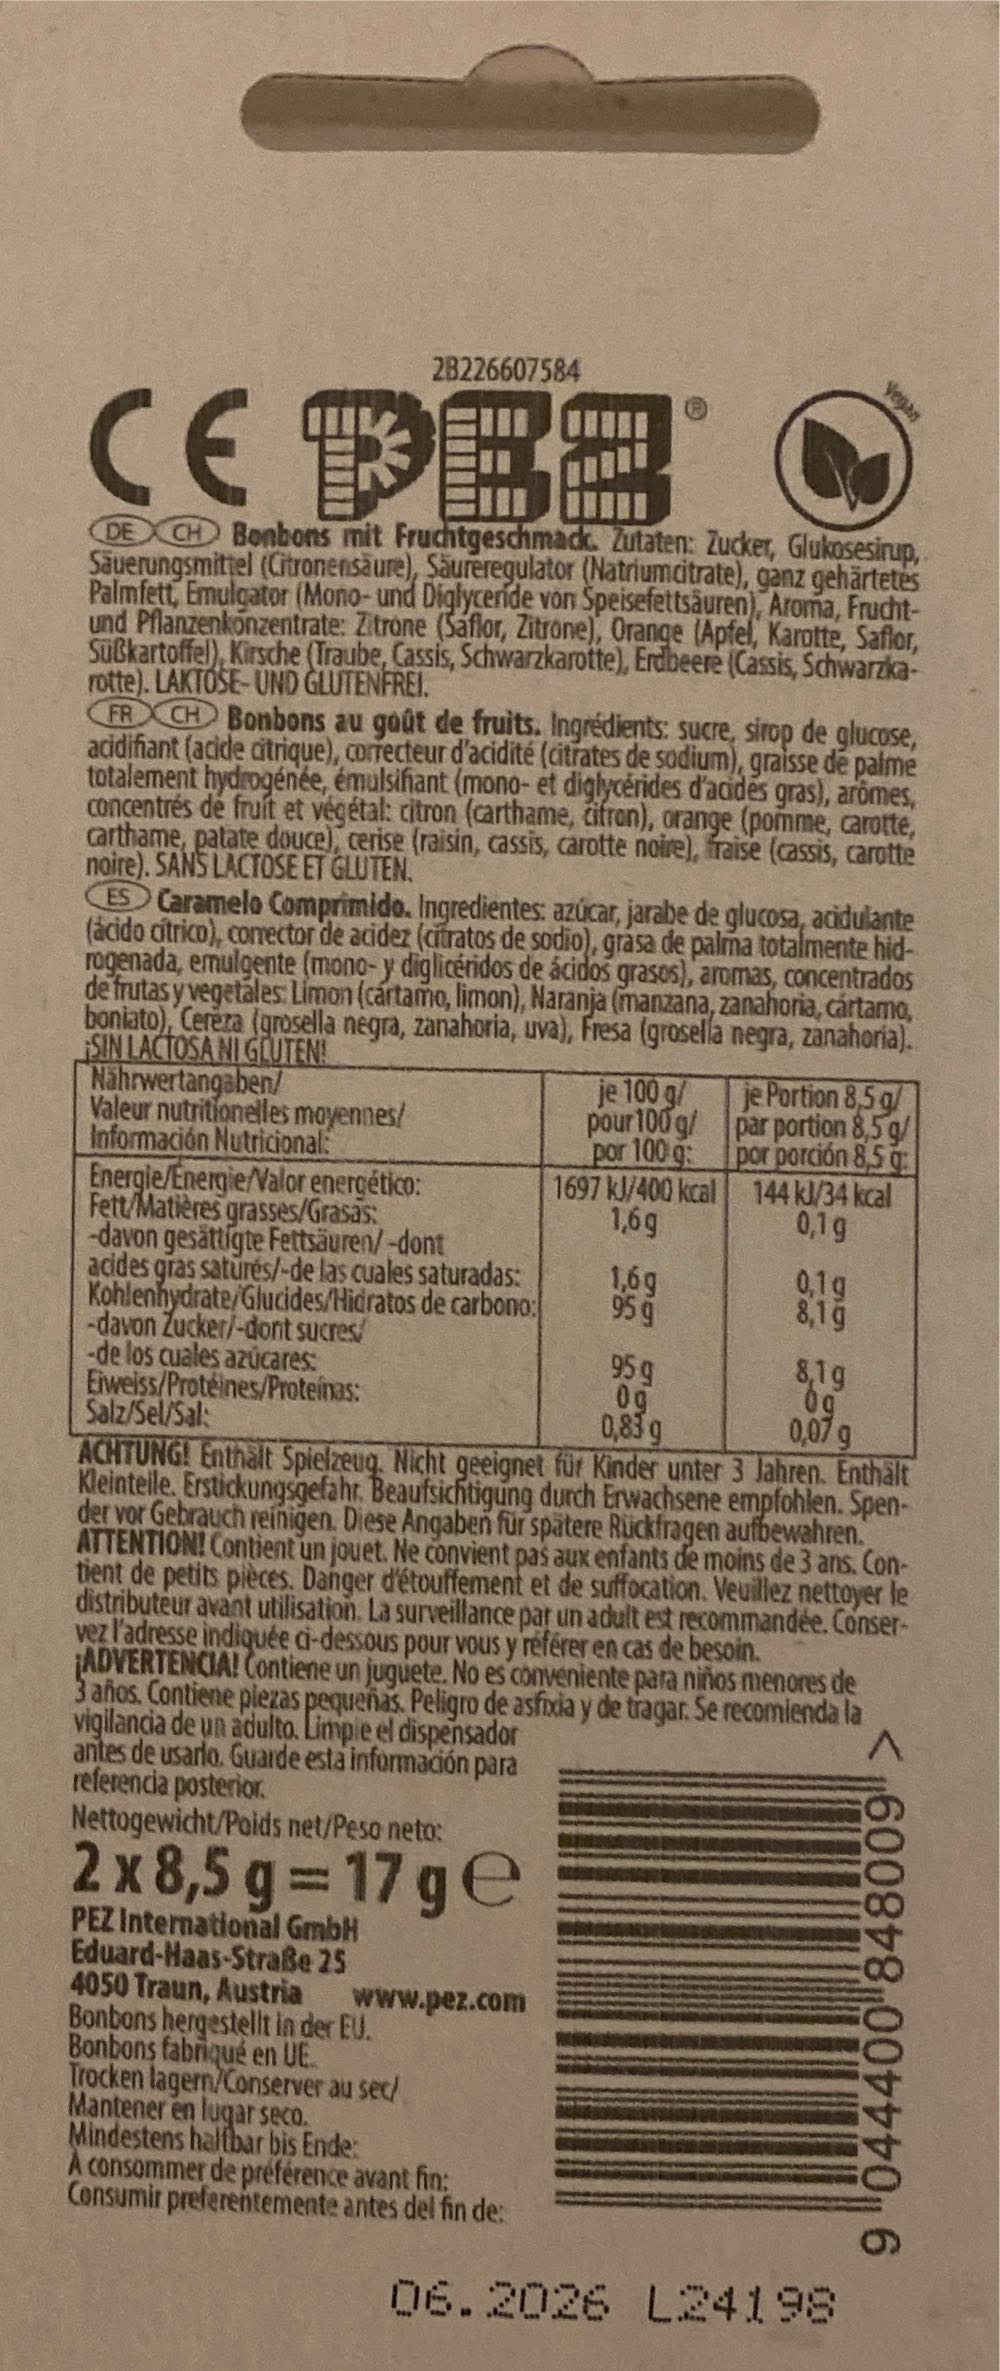 2B226607584
CE PEZ® Vegan
DE CH Bonbons mit Fruchtgeschmack. Zutaten: Zucker, Glukosesirup,
Säuerungsmittel (Citronensäure), Säureregulator (Natriumcitrate), ganz gehärtetes
Palmfett, Emulgator (Mono- und Diglyceride von Speisefettsäuren), Aroma, Frucht-
und Pflanzenkonzentrate: Zitrone (Saflor, Zitrone), Orange (Apfel, Karotte, Saflor,
Süßkartoffel), Kirsche (Traube, Cassis, Schwarzkarotte), Erdbeere (Cassis, Schwarzka-
rotte). LAKTOSE- UND GLUTENFREI.
FR CH Bonbons au goût de fruits. Ingrédients: sucre, sirop de glucose,
acidifiant (acide citrique), correcteur d'acidité (citrates de sodium), graisse de palme
totalement hydrogénée, émulsifiant (mono- et diglycérides d'acides gras), arômes,
concentrés de fruit et végétal: citron (carthame, citron), orange (pomme, carotte,
carthame, patate douce), cerise (raisin, cassis, carotte noire), fraise (cassis, carotte
noire). SANS LACTOSE ET GLUTEN.
ES Caramelo Comprimido. Ingredientes: azúcar, jarabe de glucosa, acidulante
(ácido cítrico), corrector de acidez (citratos de sodio), grasa de palma totalmente hid-
rogenada, emulgente (mono- y diglicéridos de ácidos grasos), aromas, concentrados
de frutas y vegetales: Limon (cártamo, limon), Naranja (manzana, zanahoria, cártamo,
boniato), Cereza (grosella negra, zanahoria, uva), Fresa (grosella negra, zanahoria).
¡SIN LACTOSA NI GLUTEN!
Nährwertangaben/ je 100 g/ je Portion 8,5 g/
Valeur nutritionelles moyennes/ pour 100 g/ par portion 8,5 g/
Información Nutricional: por 100 g: por porción 8,5 g:
Energie/Énergie/Valor energético: 1697 kJ/400 kcal 144 kJ/34 kcal
Fett/Matières grasses/Grasas: 1,6 g 0,1 g
-davon gesättigte Fettsäuren/ -dont
acides gras saturés/-de las cuales saturadas: 1,6 g 0,1 g
Kohlenhydrate/Glucides/Hidratos de carbono: 95 g 8,1 g
-davon Zucker/-dont sucres/
-de los cuales azúcares: 95 g 8,1 g
Eiweiss/Protéines/Proteínas: 0 g 0 g
Salz/Sel/Sal: 0,83 g 0,07 g
ACHTUNG! Enthält Spielzeug. Nicht geeignet für Kinder unter 3 Jahren. Enthält
Kleinteile. Erstickungsgefahr. Beaufsichtigung durch Erwachsene empfohlen. Spen-
der vor Gebrauch reinigen. Diese Angaben für spätere Rückfragen aufbewahren.
ATTENTION! Contient un jouet. Ne convient pas aux enfants de moins de 3 ans. Con-
tient de petits pièces. Danger d'étouffement et de suffocation. Veuillez nettoyer le
distributeur avant utilisation. La surveillance par un adult est recommandée. Conser-
vez l'adresse indiquée ci-dessous pour vous y référer en cas de besoin.
¡ADVERTENCIA! Contiene un juguete. No es conveniente para niños menores de
3 años. Contiene piezas pequeñas. Peligro de asfixia y de tragar. Se recomienda la
vigilancia de un adulto. Limpie el dispensador
antes de usarlo. Guarde esta información para
referencia posterior.
Nettogewicht/Poids net/Peso neto:
2 x 8,5 g = 17 g e
PEZ International GmbH
Eduard-Haas-Straße 25
4050 Traun, Austria www.pez.com
Bonbons hergestellt in der EU.
Bonbons fabriqué en UE.
Trocken lagern/Conserver au sec/
Mantener en lugar seco.
Mindestens haltbar bis Ende:
À consommer de préférence avant fin:
Consumir preferentemente antes del fin de:
9 044400 848009 >
06.2026 L24198